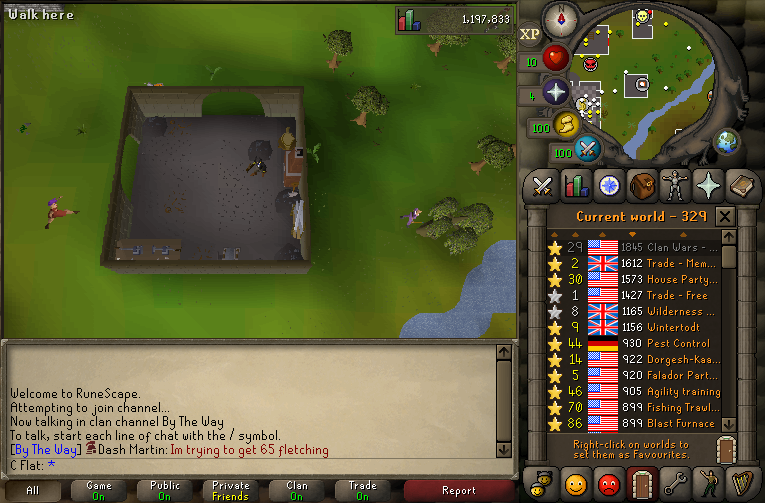 Walk here
1,197,833
XP
10
4
100
100
Current world - 329
29 1845 Clan Wars - ...
2 1612 Trade - Mem...
30 1573 House Party...
1 1427 Trade - Free
8 1165 Wilderness ...
9 1156 Wintertodt
44 930 Pest Control
14 922 Dorgesh-Kaa...
5 920 Falador Part...
46 905 Agility training
70 899 Fishing Trawl...
86 899 Blast Furnace
Right-click on worlds to
set them as Favourites.
Welcome to RuneScape.
Attempting to join channel...
Now talking in clan channel By The Way
To talk, start each line of chat with the / symbol.
[By The Way] Dash Martin: Im trying to get 65 fletching
C Flat: *
All
Game
On
Public
On
Private
Friends
Clan
On
Trade
On
Report